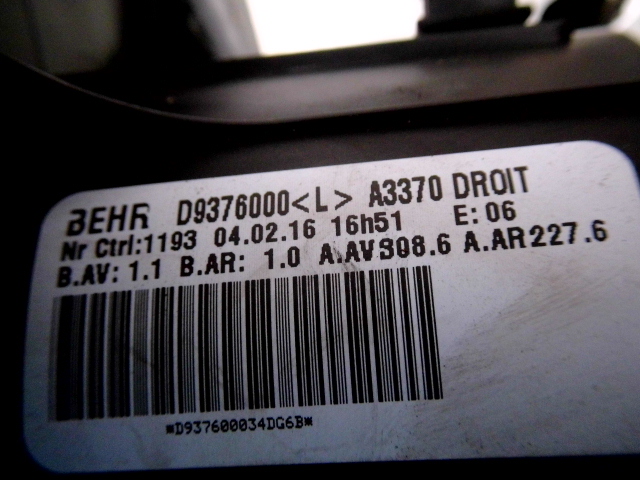 BEHR D9376000<L> A3370 DROIT
Nr Ctrl:1193 04.02.16 16h51 E:06
B.AV: 1.1 B.AR: 1.0 A.AV308.6 A.AR227.6
*D937600034DG6B*